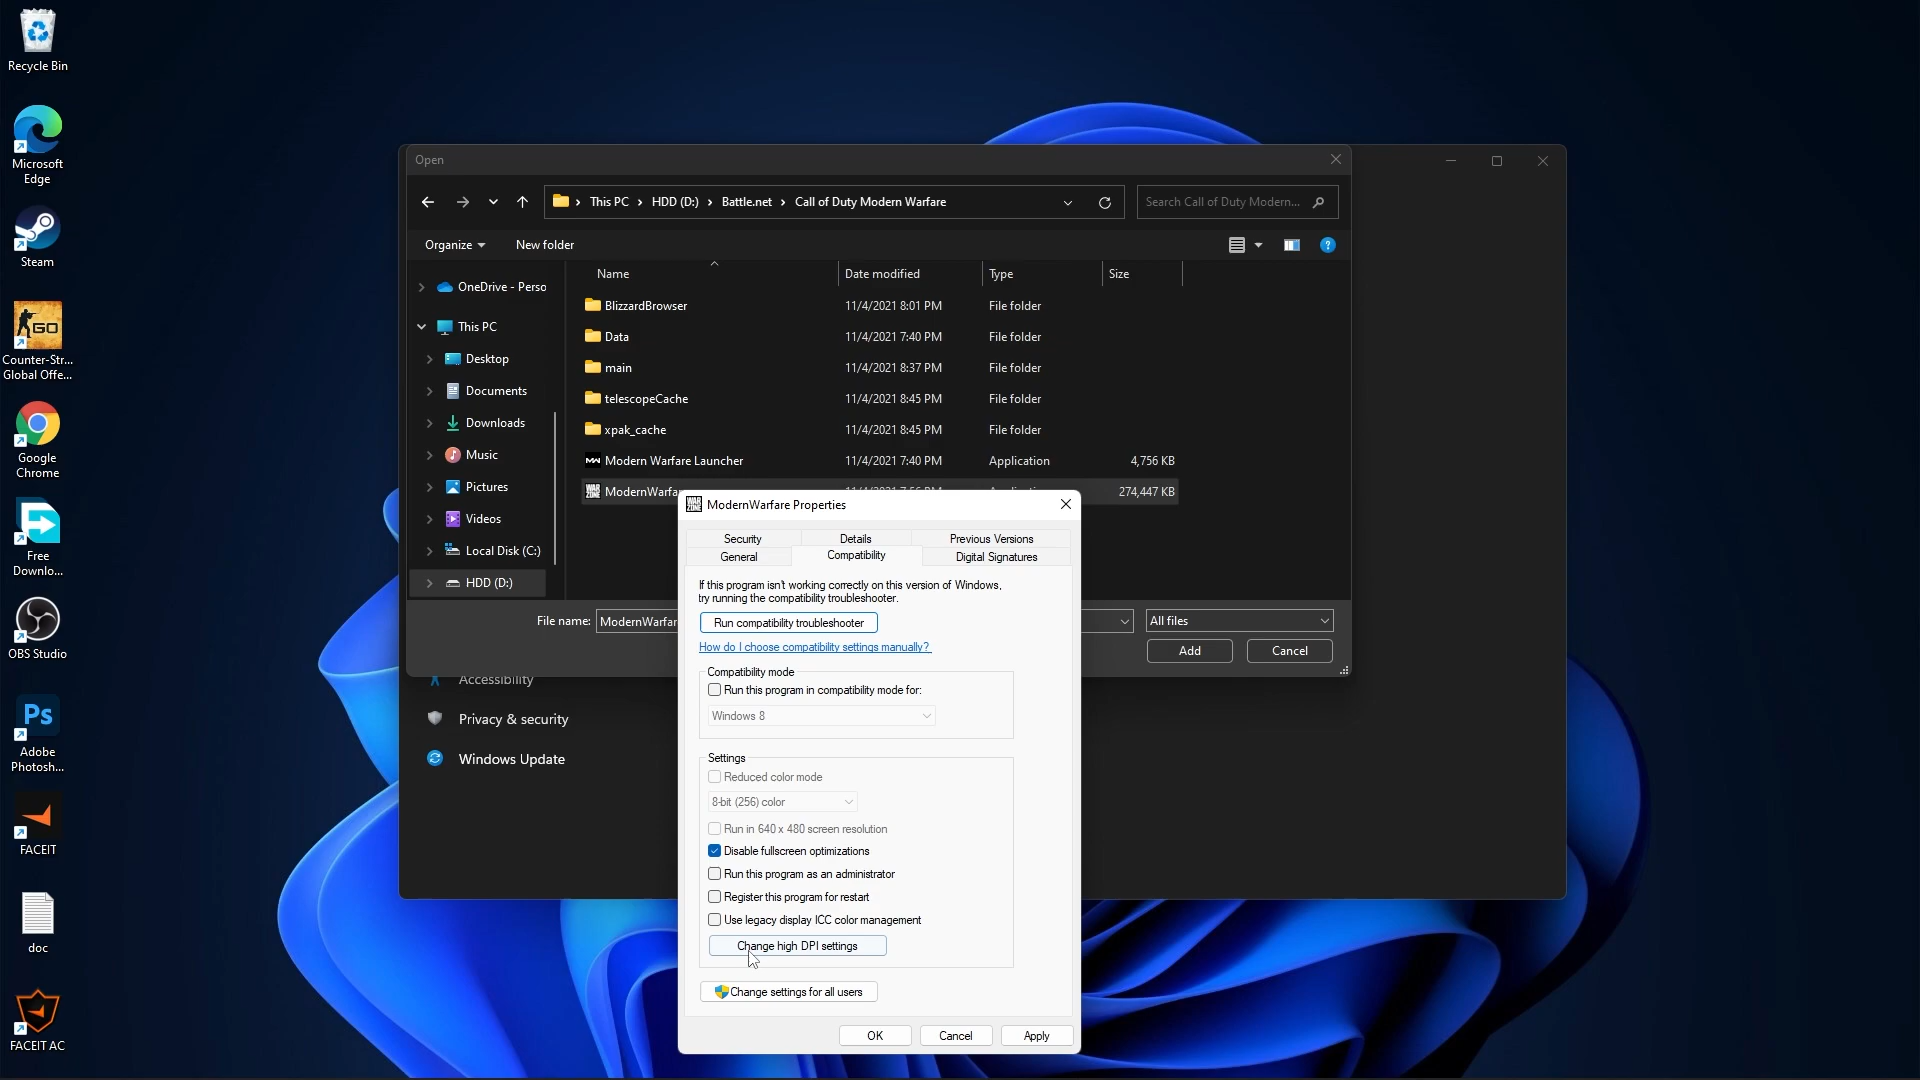 Recycle Bin
Microsoft
Edge
Steam
Counter-Str...
Global Offe...
Google
Chrome
Free
Downlo...
OBS Studio
Adobe
Photosh...
FACEIT
doc
FACEIT AC
Open
This PC > HDD (D:) > Battle.net > Call of Duty Modern Warfare
Search Call of Duty Modern...
Organize
New folder
Name
Date modified
Type
Size
OneDrive - Perso
This PC
Desktop
Documents
Downloads
Music
Pictures
Videos
Local Disk (C:)
HDD (D:)
BlizzardBrowser 11/4/2021 8:01 PM File folder
Data 11/4/2021 7:40 PM File folder
main 11/4/2021 8:37 PM File folder
telescopeCache 11/4/2021 8:45 PM File folder
xpak_cache 11/4/2021 8:45 PM File folder
Modern Warfare Launcher 11/4/2021 7:40 PM Application 4,756 KB
ModernWarfa 274,447 KB
File name: ModernWarfar
All files
Add
Cancel
Accessibility
Privacy & security
Windows Update
ModernWarfare Properties
Security
Details
Previous Versions
General
Compatibility
Digital Signatures
If this program isn't working correctly on this version of Windows,
try running the compatibility troubleshooter.
Run compatibility troubleshooter
How do I choose compatibility settings manually?
Compatibility mode
Run this program in compatibility mode for:
Windows 8
Settings
Reduced color mode
8-bit (256) color
Run in 640 x 480 screen resolution
Disable fullscreen optimizations
Run this program as an administrator
Register this program for restart
Use legacy display ICC color management
Change high DPI settings
Change settings for all users
OK
Cancel
Apply